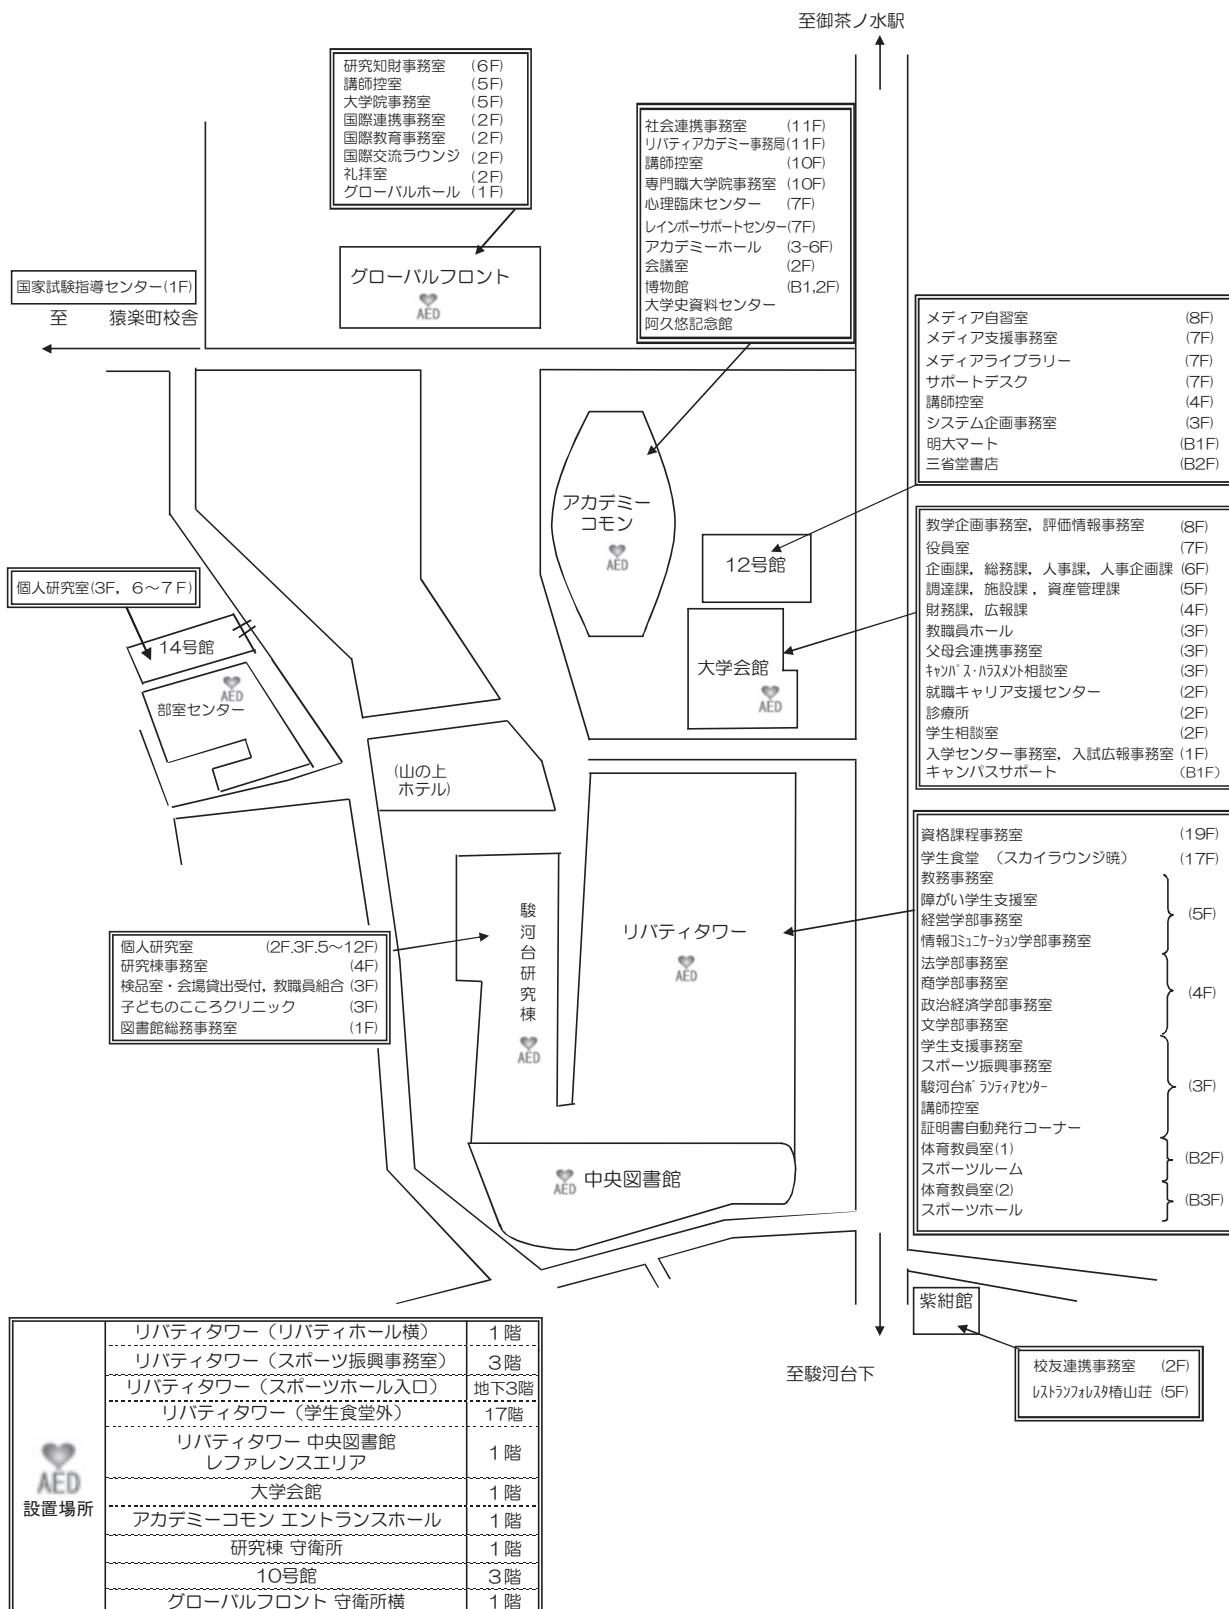 至御茶ノ水駅
研究知財事務室 (6F)
講師控室 (5F)
大学院事務室 (5F)
国際連携事務室 (2F)
国際教育事務室 (2F)
国際交流ラウンジ (2F)
礼拝室 (2F)
グローバルホール (1F)
社会連携事務室 (11F)
リバティアカデミー事務局(11F)
講師控室 (10F)
専門職大学院事務室 (10F)
心理臨床センター (7F)
レインボーサポートセンター(7F)
アカデミーホール (3-6F)
会議室 (2F)
博物館 (B1,2F)
大学史資料センター
阿久悠記念館
グローバルフロント
AED
国家試験指導センター(1F)
至 猿楽町校舎
メディア自習室 (8F)
メディア支援事務室 (7F)
メディアライブラリー (7F)
サポートデスク (7F)
講師控室 (4F)
システム企画事務室 (3F)
明大マート (B1F)
三省堂書店 (B2F)
アカデミー
コモン
AED
12号館
教学企画事務室，評価情報事務室 (8F)
役員室 (7F)
企画課，総務課，人事課，人事企画課 (6F)
調達課，施設課，資産管理課 (5F)
財務課，広報課 (4F)
教職員ホール (3F)
父母会連携事務室 (3F)
ｷｬﾝﾊﾟｽ･ﾊﾗｽﾒﾝﾄ相談室 (3F)
就職キャリア支援センター (2F)
診療所 (2F)
学生相談室 (2F)
入学センター事務室，入試広報事務室 (1F)
キャンパスサポート (B1F)
個人研究室(3F，6〜7F)
14号館
AED
部室センター
大学会館
AED
(山の上
ホテル)
資格課程事務室 (19F)
学生食堂 （スカイラウンジ暁） (17F)
教務事務室
障がい学生支援室
経営学部事務室
情報ｺﾐｭﾆｹｰｼｮﾝ学部事務室
(5F)
法学部事務室
商学部事務室
政治経済学部事務室
文学部事務室
(4F)
学生支援事務室
スポーツ振興事務室
駿河台ﾎﾞﾗﾝﾃｨｱｾﾝﾀｰ
講師控室
証明書自動発行コーナー
(3F)
体育教員室(1)
スポーツルーム
(B2F)
体育教員室(2)
スポーツホール
(B3F)
リバティタワー
AED
駿河台研究棟
AED
個人研究室 (2F.3F.5〜12F)
研究棟事務室 (4F)
検品室・会場貸出受付，教職員組合 (3F)
子どものこころクリニック (3F)
図書館総務事務室 (1F)
AED 中央図書館
紫紺館
校友連携事務室 (2F)
ﾚｽﾄﾗﾝﾌｫﾚｽﾀ椿山荘 (5F)
至駿河台下
AED
設置場所
リバティタワー（リバティホール横） 1階
リバティタワー（スポーツ振興事務室） 3階
リバティタワー（スポーツホール入口） 地下3階
リバティタワー（学生食堂外） 17階
リバティタワー 中央図書館
レファレンスエリア 1階
大学会館 1階
アカデミーコモン エントランスホール 1階
研究棟 守衛所 1階
10号館 3階
グローバルフロント 守衛所横 1階